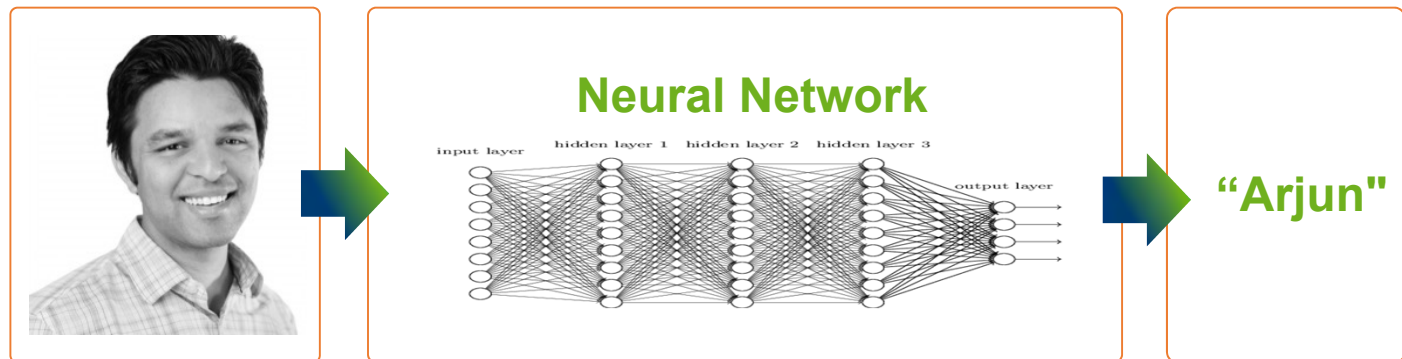 Neural Network
input layer
hidden layer 1
hidden layer 2
hidden layer 3
output layer
“Arjun"